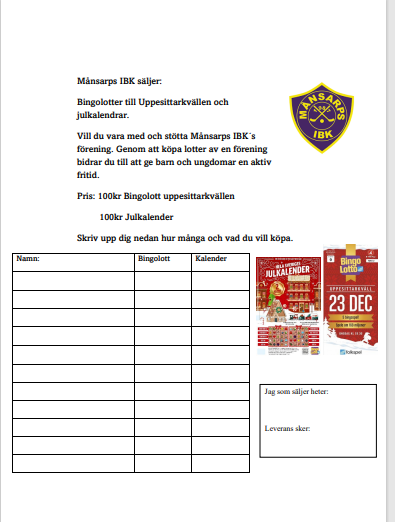 Månsarps IBK säljer:
Bingolotter till Uppesittarkvällen och
julkalendrar.
Vill du vara med och stötta Månsarps IBK´s
förening. Genom att köpa lotter av en förening
bidrar du till att ge barn och ungdomar en aktiv
fritid.
Pris: 100kr Bingolott uppesittarkvällen
100kr Julkalender
Skriv upp dig nedan hur många och vad du vill köpa.
MÅNSARPS
IBK
Namn: Bingolott Kalender
HELA SVERIGES
JULKALENDER
Bingo
Lotto
UPPESITTARKVÄLL
23 DEC
folkspel
Jag som säljer heter:
Leverans sker: